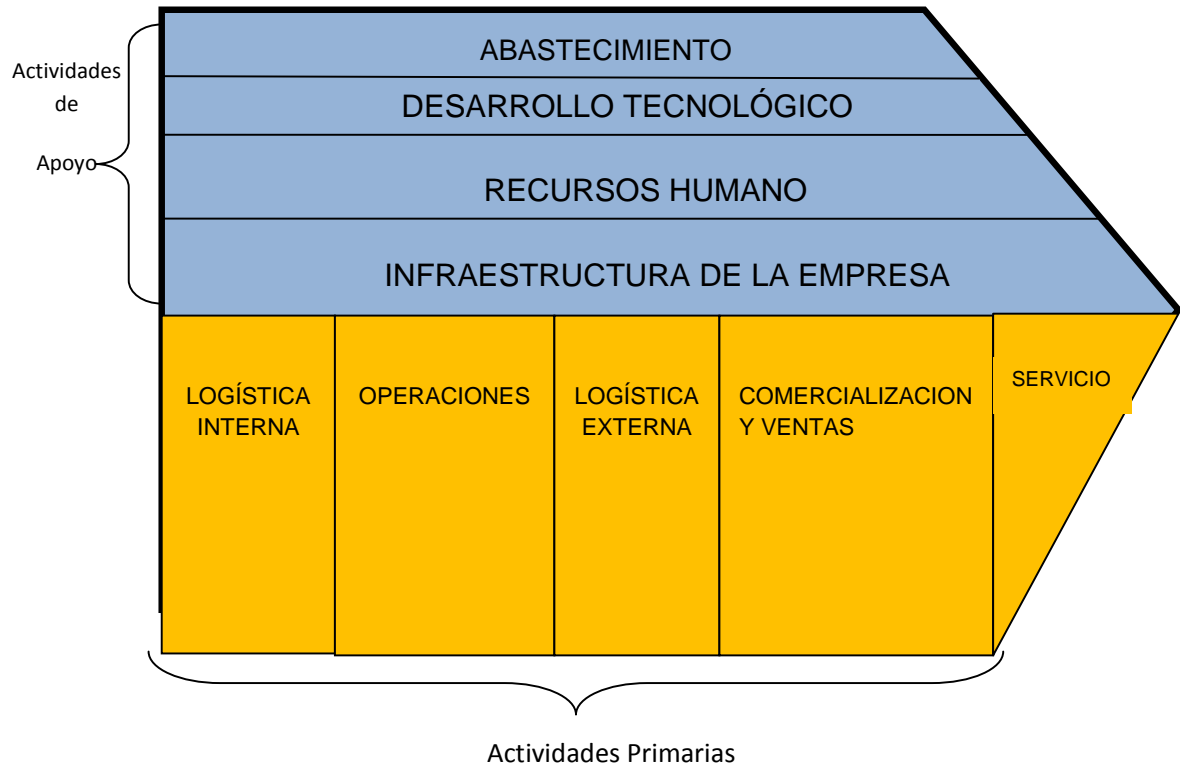 Actividades
de
Apoyo
ABASTECIMIENTO
DESARROLLO TECNOLÓGICO
RECURSOS HUMANO
INFRAESTRUCTURA DE LA EMPRESA
LOGÍSTICA
INTERNA
OPERACIONES
LOGÍSTICA
EXTERNA
COMERCIALIZACION
Y VENTAS
SERVICIO
Actividades Primarias